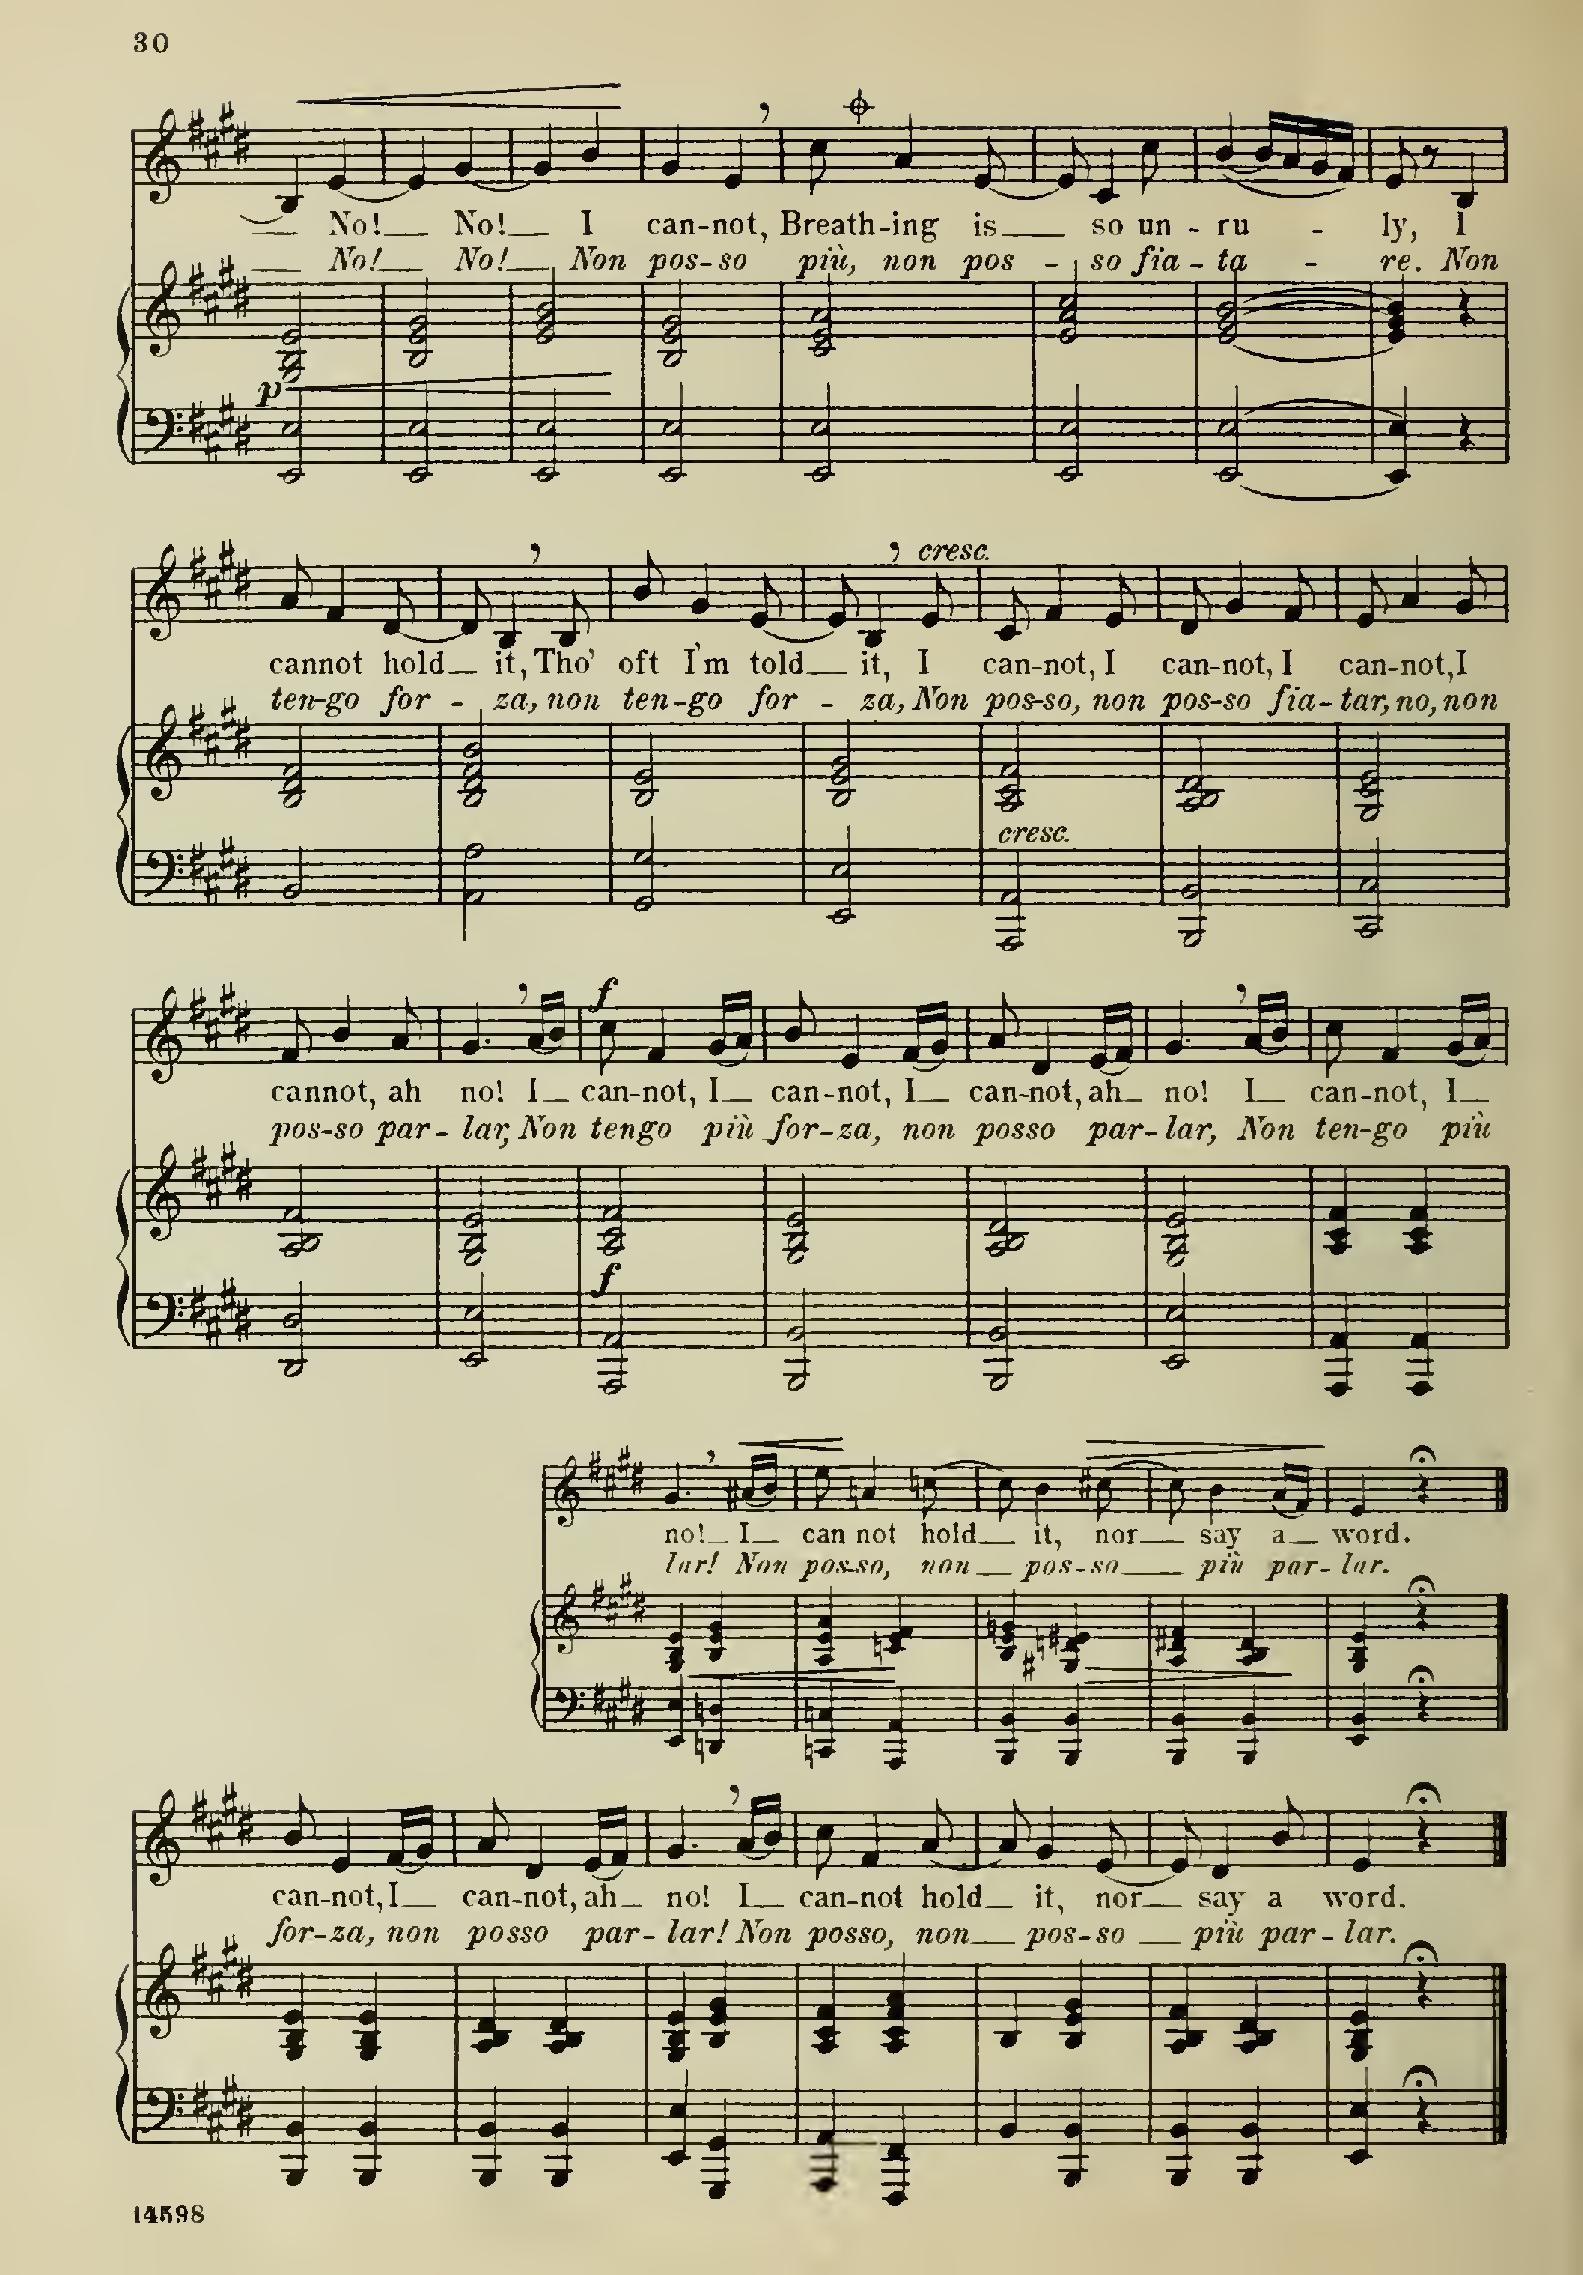 30
No! No! I can-not, Breath-ing is so un - ru - ly, I
No! No! Non pos-so più, non pos - so fia - ta - re. Non
p
cresc.
cannot hold it, Tho' oft I'm told it, I can-not, I can-not, I can-not, I
ten-go for - za, non ten-go for - za, Non pos-so, non pos-so fia-tar, no, non
cresc.
f
cannot, ah no! I can-not, I can-not, I can-not, ah no! I can-not, I
pos-so par-lar, Non tengo più for-za, non posso par-lar, Non ten-go più
f
no! I can not hold it, nor say a word.
lar! Non pos-so, non pos-so più par-lar.
can-not, I can-not, ah no! I can-not hold it, nor say a word.
for-za, non posso par-lar! Non posso, non pos-so più par-lar.
14598